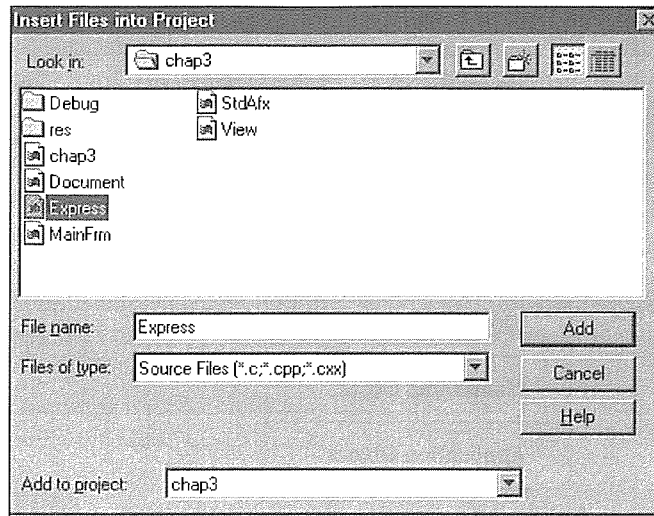 Insert Files into Project
Look in: chap3
Debug
res
chap3
Document
Express
MainFrm
StdAfx
View
File name: Express
Add
Files of type: Source Files (*.c;*.cpp;*.cxx)
Cancel
Help
Add to project: chap3